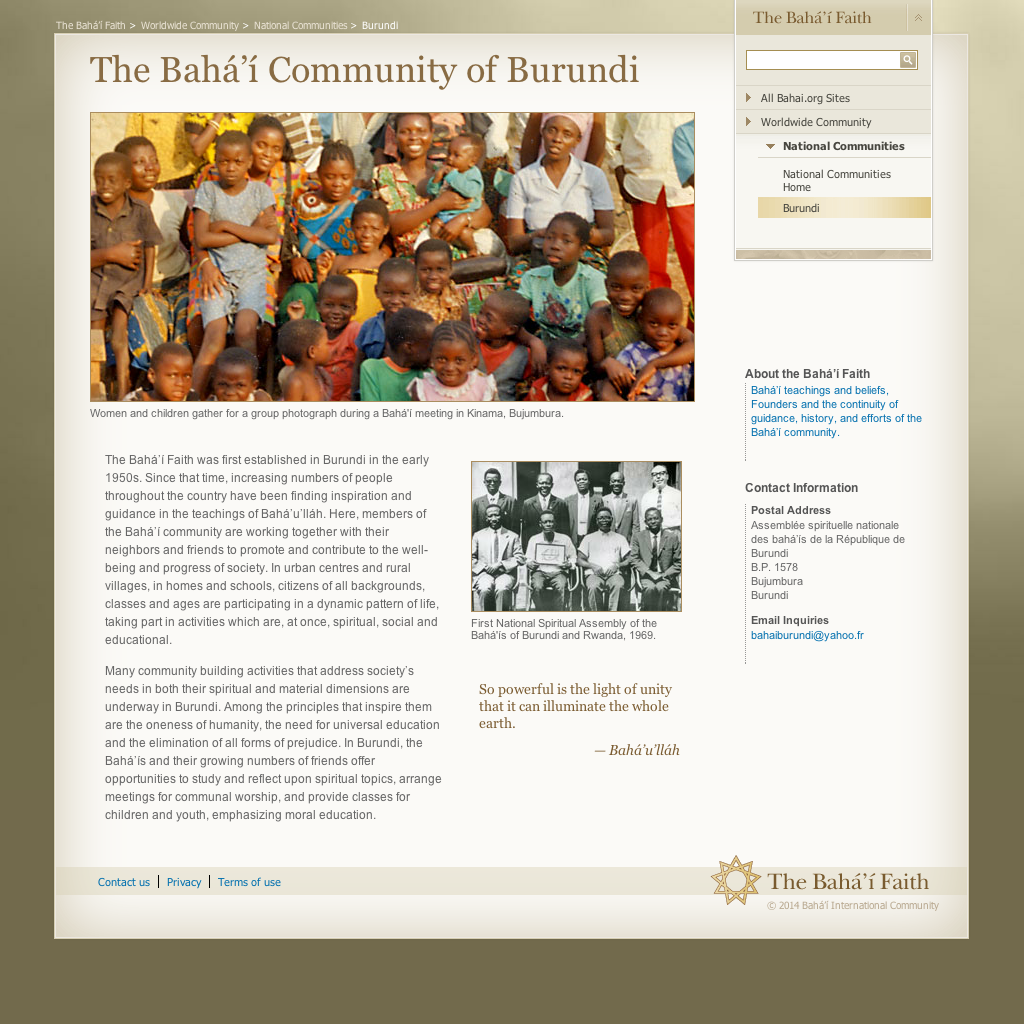 The Bahá'í Faith > Worldwide Community > National Communities > Burundi
The Bahá’í Faith
The Bahá’í Community of Burundi
All Bahai.org Sites
Worldwide Community
National Communities
National Communities
Home
Burundi
Women and children gather for a group photograph during a Bahá'í meeting in Kinama, Bujumbura.
The Bahá’í Faith was first established in Burundi in the early
1950s. Since that time, increasing numbers of people
throughout the country have been finding inspiration and
guidance in the teachings of Bahá’u’lláh. Here, members of
the Bahá’í community are working together with their
neighbors and friends to promote and contribute to the well-
being and progress of society. In urban centres and rural
villages, in homes and schools, citizens of all backgrounds,
classes and ages are participating in a dynamic pattern of life,
taking part in activities which are, at once, spiritual, social and
educational.
Many community building activities that address society’s
needs in both their spiritual and material dimensions are
underway in Burundi. Among the principles that inspire them
are the oneness of humanity, the need for universal education
and the elimination of all forms of prejudice. In Burundi, the
Bahá’ís and their growing numbers of friends offer
opportunities to study and reflect upon spiritual topics, arrange
meetings for communal worship, and provide classes for
children and youth, emphasizing moral education.
First National Spiritual Assembly of the
Bahá'ís of Burundi and Rwanda, 1969.
So powerful is the light of unity
that it can illuminate the whole
earth.
— Bahá’u’lláh
About the Bahá’í Faith
Bahá’í teachings and beliefs,
Founders and the continuity of
guidance, history, and efforts of the
Bahá’í community.
Contact Information
Postal Address
Assemblée spirituelle nationale
des bahá’ís de la République de
Burundi
B.P. 1578
Bujumbura
Burundi
Email Inquiries
bahaiburundi@yahoo.fr
Contact us | Privacy | Terms of use
The Bahá’í Faith
© 2014 Bahá'í International Community